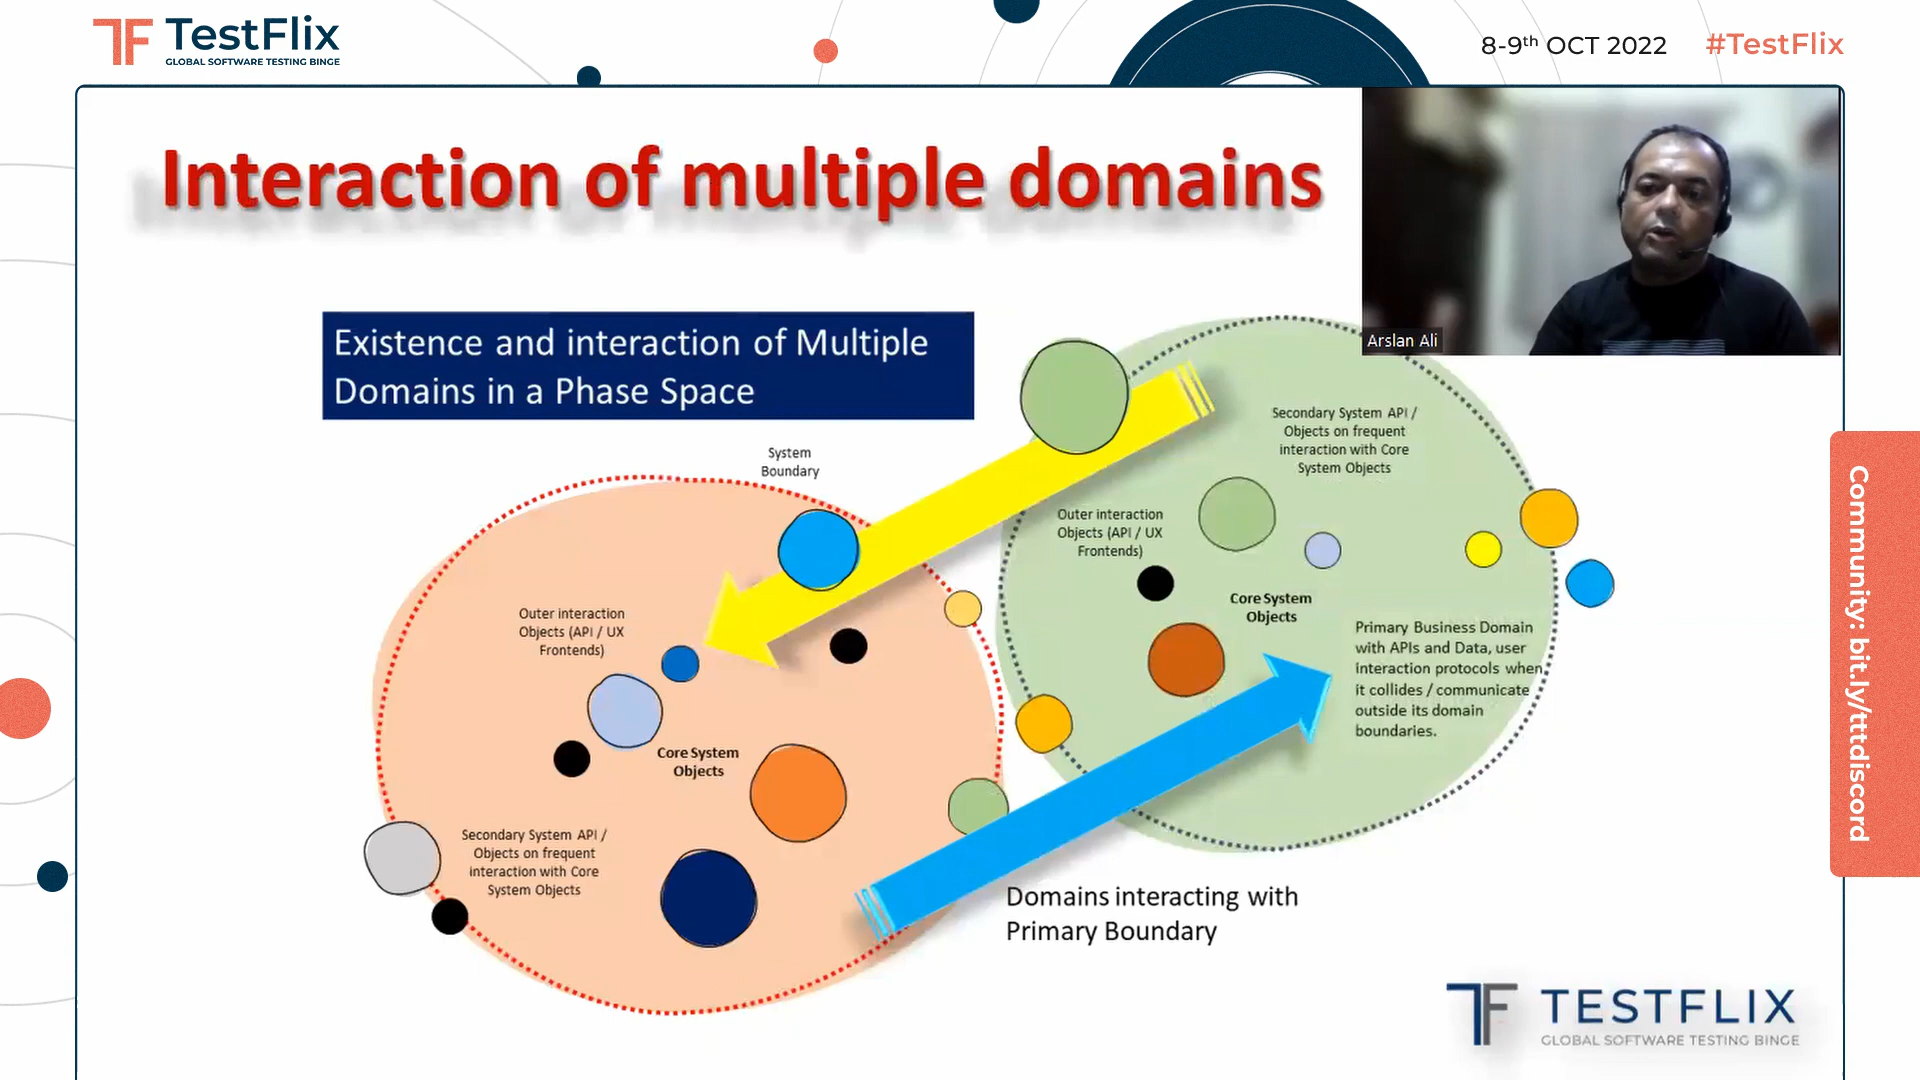 TF TestFlix
GLOBAL SOFTWARE TESTING BINGE
8-9th OCT 2022
#TestFlix
Interaction of multiple domains
Arslan Ali
Existence and interaction of Multiple
Domains in a Phase Space
System
Boundary
Secondary System API /
Objects on frequent
interaction with Core
System Objects
Outer interaction
Objects (API / UX
Frontends)
Core System
Objects
Primary Business Domain
with APIs and Data, user
interaction protocols when
it collides / communicate
outside its domain
boundaries.
Outer interaction
Objects (API / UX
Frontends)
Core System
Objects
Secondary System API /
Objects on frequent
interaction with Core
System Objects
Domains interacting with
Primary Boundary
Community: bit.ly/tttdiscord
TF TESTFLIX
GLOBAL SOFTWARE TESTING BINGE